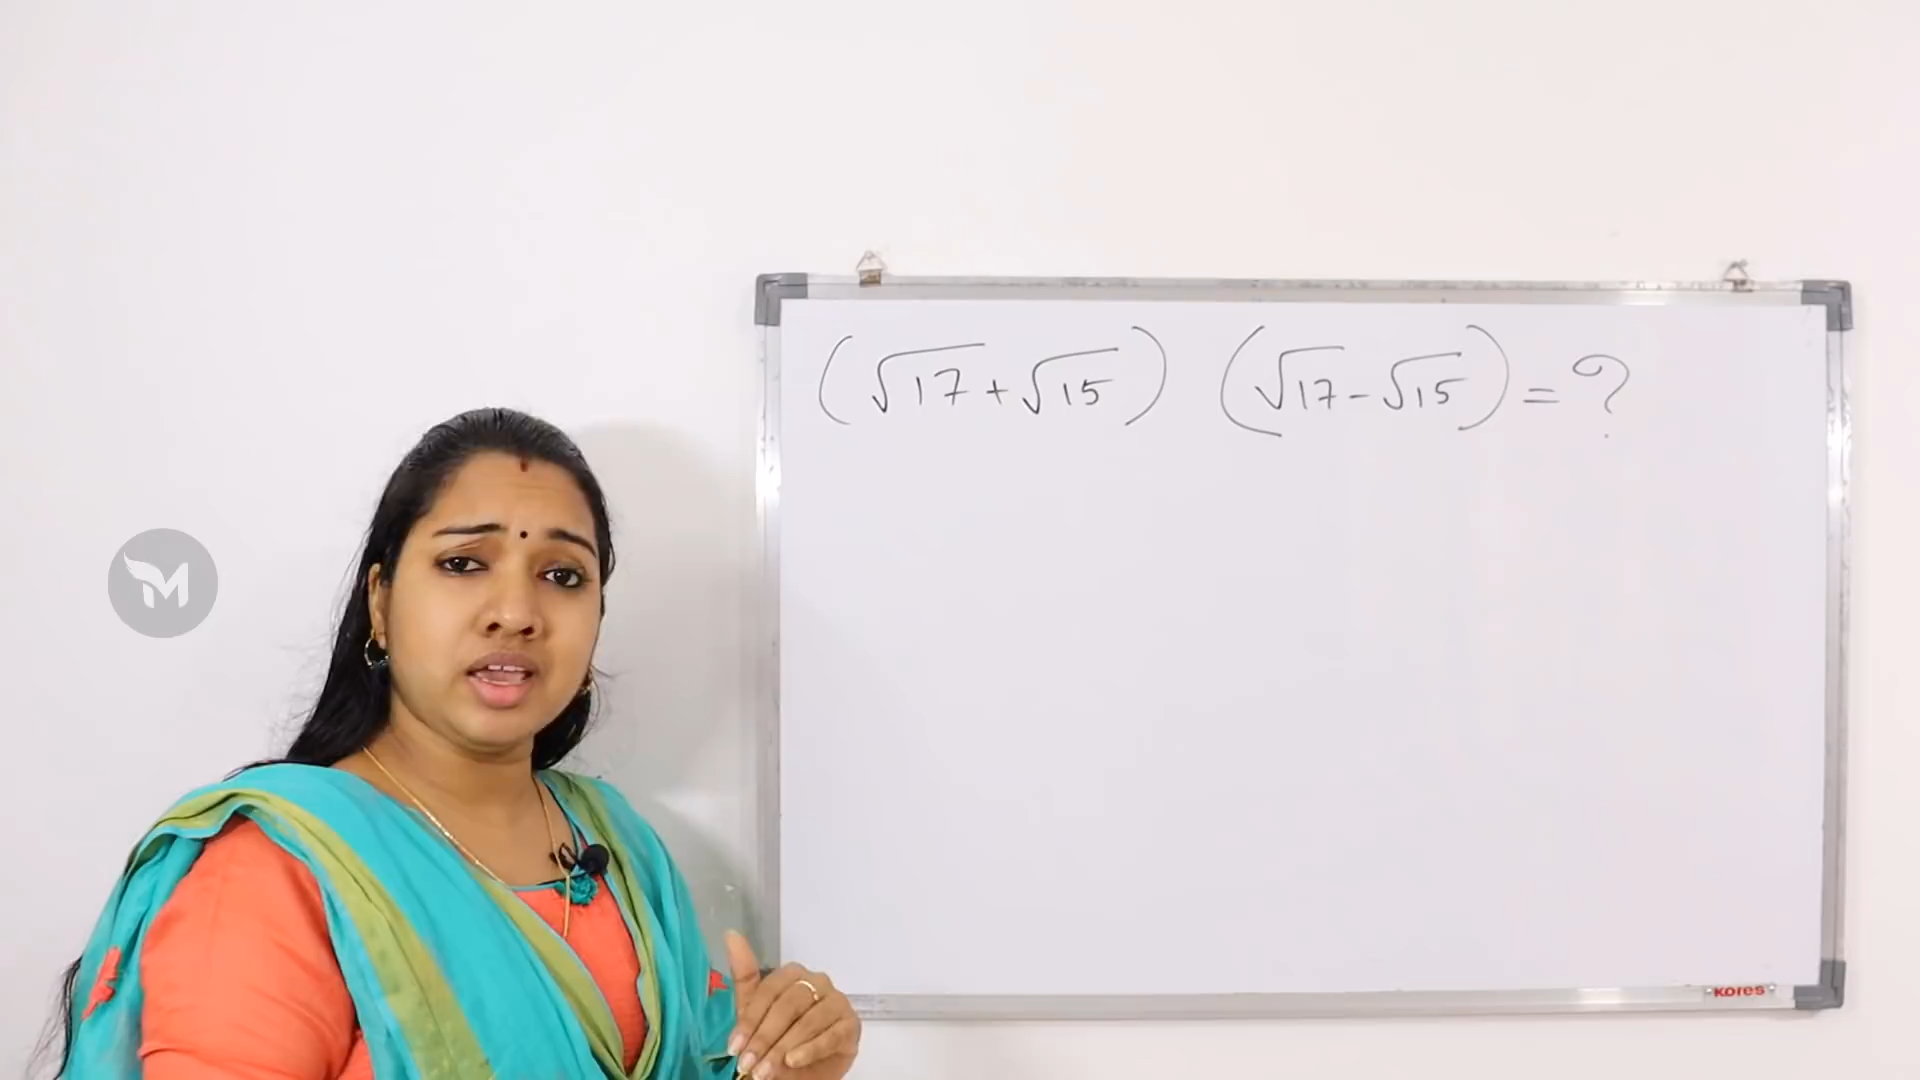 (√17 + √15) (√17 - √15) = ?
M
Kores